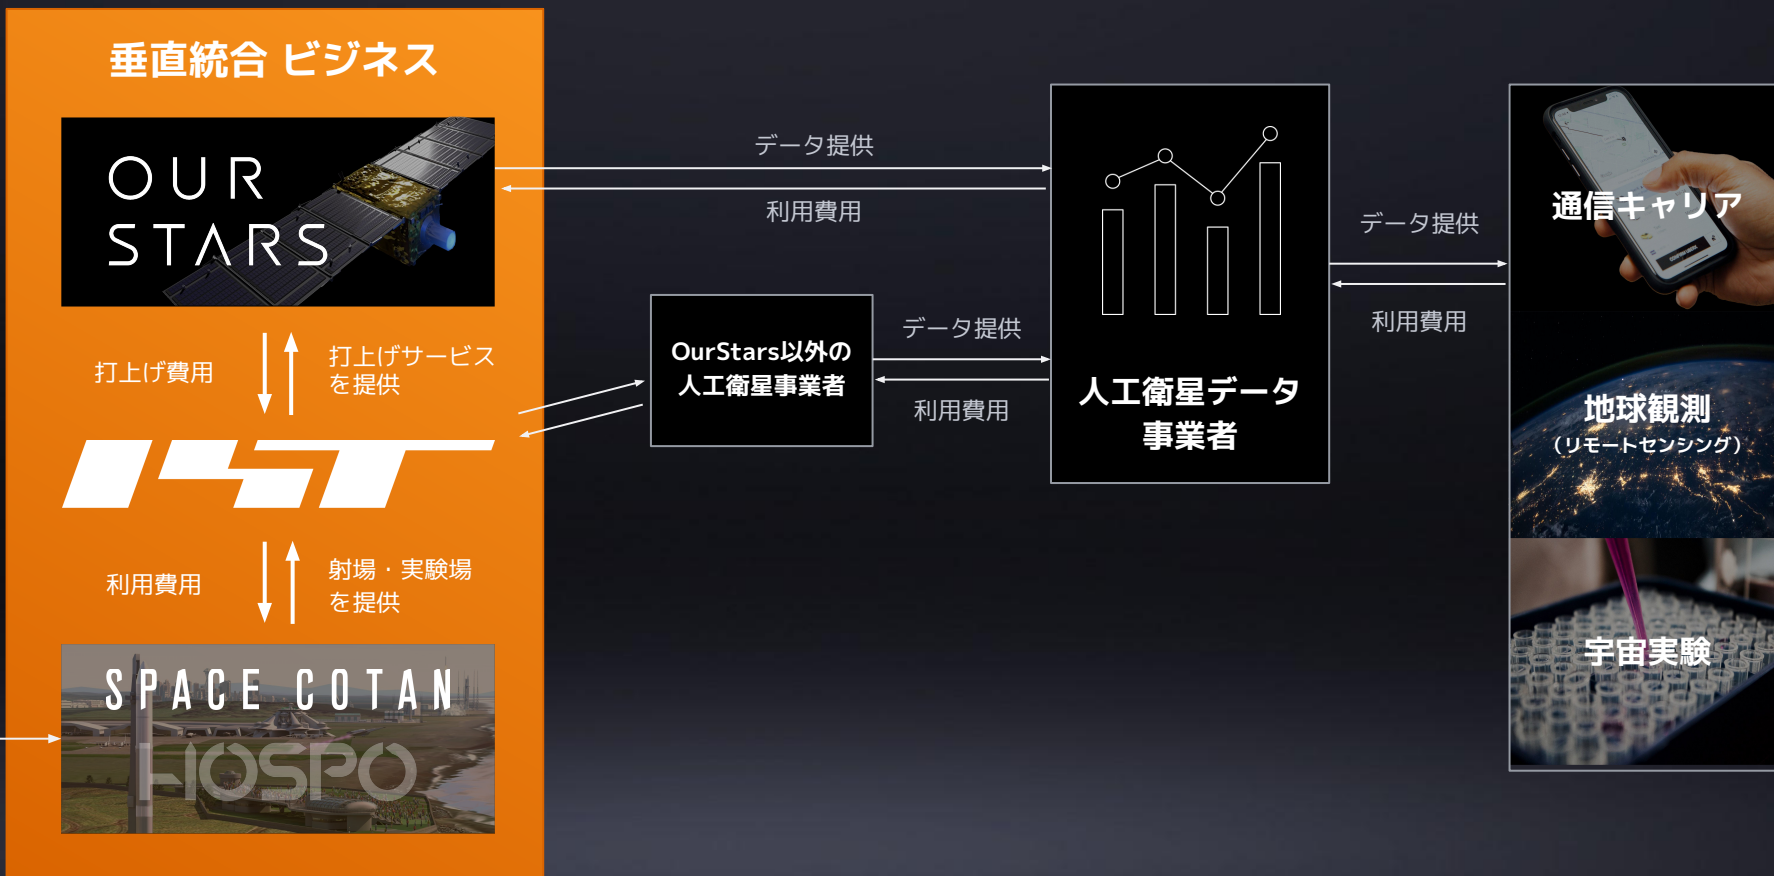 垂直統合 ビジネス
OUR
STARS
打上げ費用
打上げサービス
を提供
IST
利用費用
射場・実験場
を提供
SPACE COTAN
HOSPO
データ提供
利用費用
OurStars以外の
人工衛星事業者
データ提供
利用費用
人工衛星データ
事業者
データ提供
利用費用
通信キャリア
地球観測
（リモートセンシング）
宇宙実験